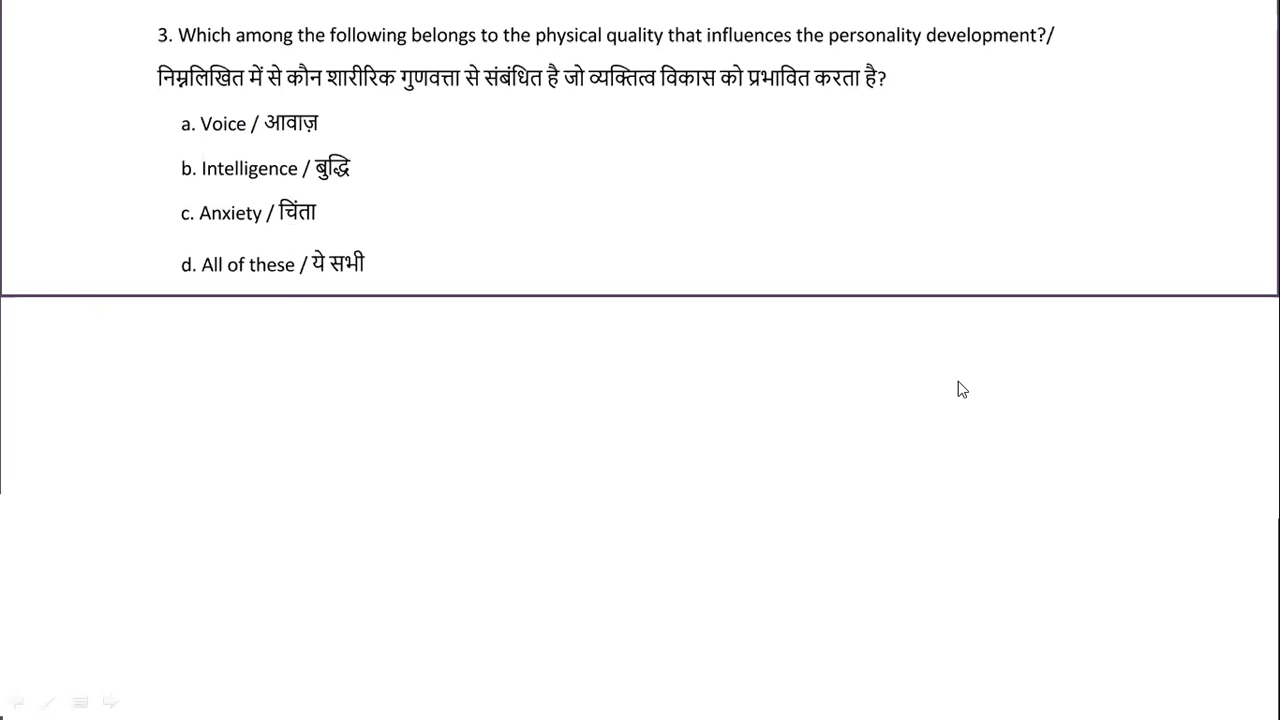 3. Which among the following belongs to the physical quality that influences the personality development?/
निम्नलिखित में से कौन शारीरिक गुणवत्ता से संबंधित है जो व्यक्तित्व विकास को प्रभावित करता है?
a. Voice / आवाज़
b. Intelligence / बुद्धि
c. Anxiety / चिंता
d. All of these / ये सभी